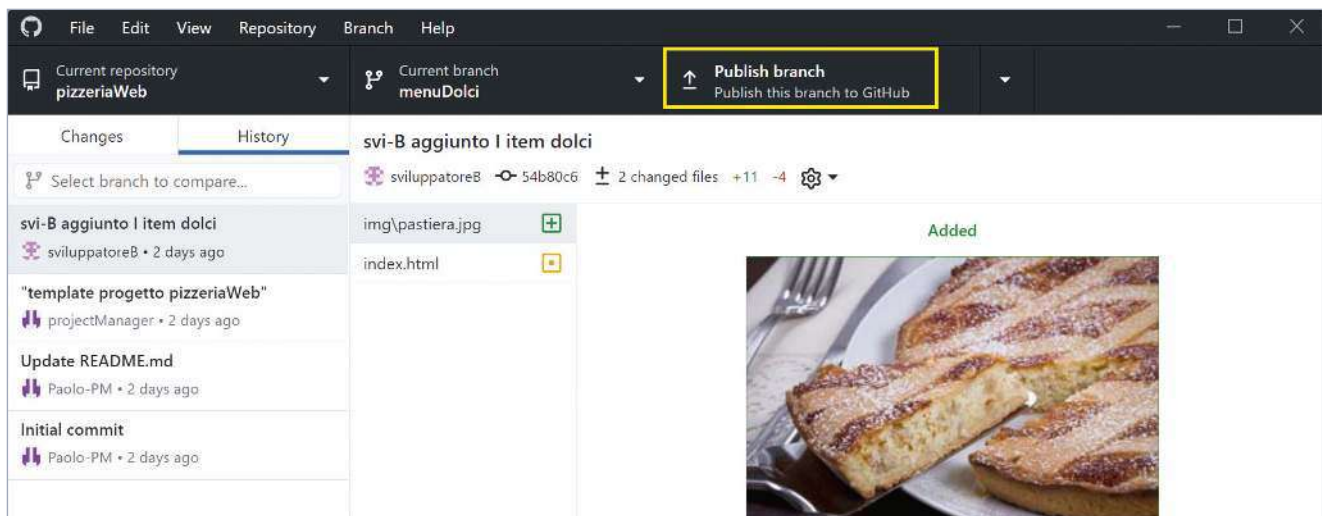 File Edit View Repository Branch Help
Current repository
pizzeriaWeb
Current branch
menuDolci
Publish branch
Publish this branch to GitHub
Changes History
svi-B aggiunto I item dolci
Select branch to compare...
sviluppatoreB 54b80c6 2 changed files +11 -4
svi-B aggiunto I item dolci
sviluppatoreB • 2 days ago
"template progetto pizzeriaWeb"
projectManager • 2 days ago
Update README.md
Paolo-PM • 2 days ago
Initial commit
Paolo-PM • 2 days ago
img\pastiera.jpg
index.html
Added